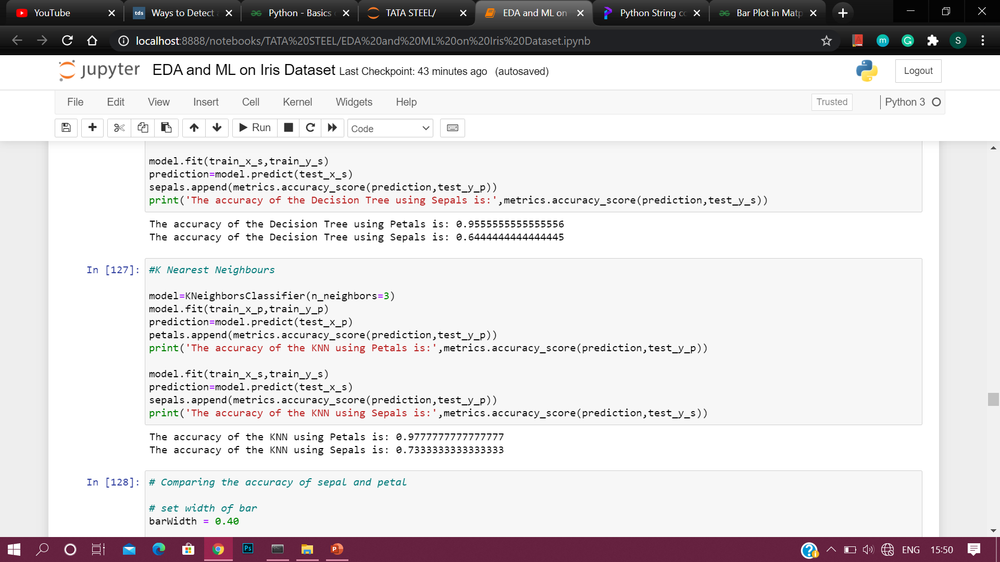 YouTube
tds Ways to Detect
Python - Basics
TATA STEEL/
EDA and ML on
Python String co
Bar Plot in Matp
localhost:8888/notebooks/TATA%20STEEL/EDA%20and%20ML%20on%20Iris%20Dataset.ipynb
m
G
S
jupyter EDA and ML on Iris Dataset Last Checkpoint: 43 minutes ago (autosaved)
Logout
File Edit View Insert Cell Kernel Widgets Help
Trusted
Python 3
Run
Code
model.fit(train_x_s,train_y_s)
prediction=model.predict(test_x_s)
sepals.append(metrics.accuracy_score(prediction,test_y_p))
print('The accuracy of the Decision Tree using Sepals is:',metrics.accuracy_score(prediction,test_y_s))
The accuracy of the Decision Tree using Petals is: 0.9555555555555556
The accuracy of the Decision Tree using Sepals is: 0.6444444444444445
In [127]: #K Nearest Neighbours
model=KNeighborsClassifier(n_neighbors=3)
model.fit(train_x_p,train_y_p)
prediction=model.predict(test_x_p)
petals.append(metrics.accuracy_score(prediction,test_y_p))
print('The accuracy of the KNN using Petals is:',metrics.accuracy_score(prediction,test_y_p))
model.fit(train_x_s,train_y_s)
prediction=model.predict(test_x_s)
sepals.append(metrics.accuracy_score(prediction,test_y_p))
print('The accuracy of the KNN using Sepals is:',metrics.accuracy_score(prediction,test_y_s))
The accuracy of the KNN using Petals is: 0.9777777777777777
The accuracy of the KNN using Sepals is: 0.7333333333333333
In [128]: # Comparing the accuracy of sepal and petal
# set width of bar
barWidth = 0.40
Ps
P
ENG
15:50